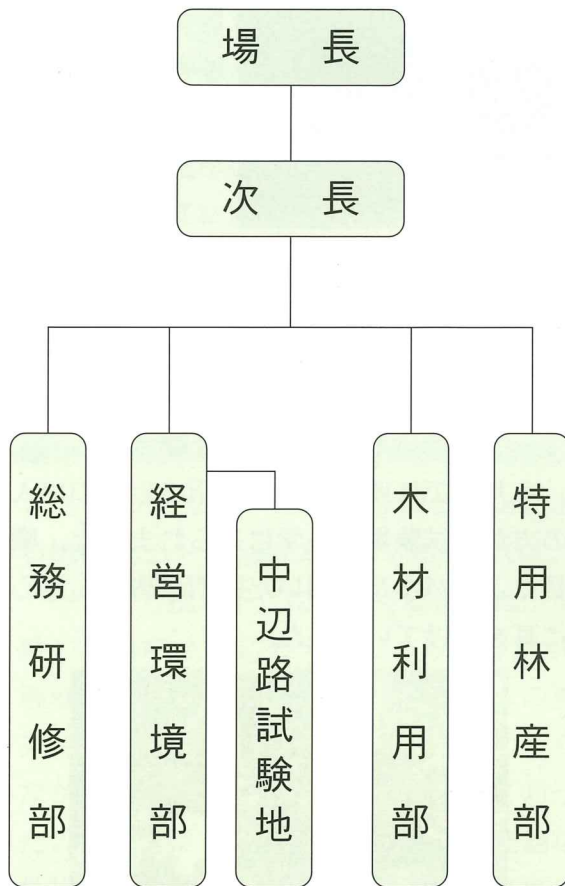 場　長
次　長
総務研修部
経営環境部
中辺路試験地
木材利用部
特用林産部